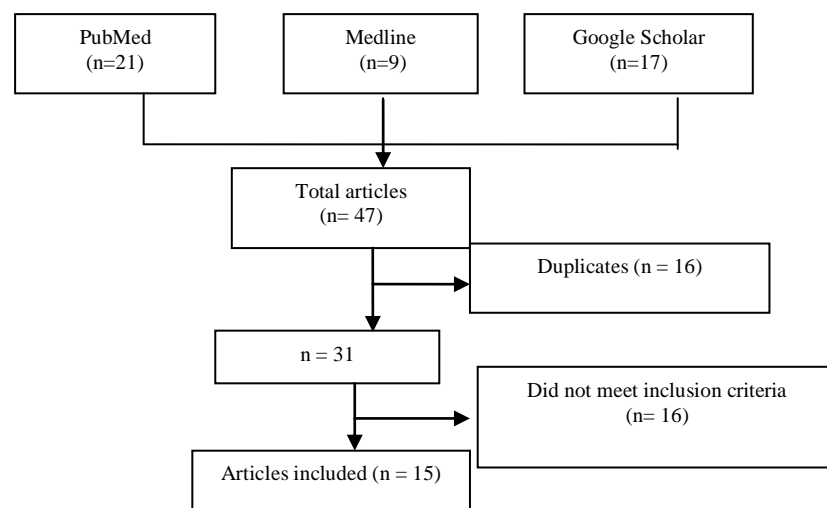 PubMed
(n=21)
Medline
(n=9)
Google Scholar
(n=17)
Total articles
(n= 47)
Duplicates (n = 16)
n = 31
Did not meet inclusion criteria
(n= 16)
Articles included (n = 15)